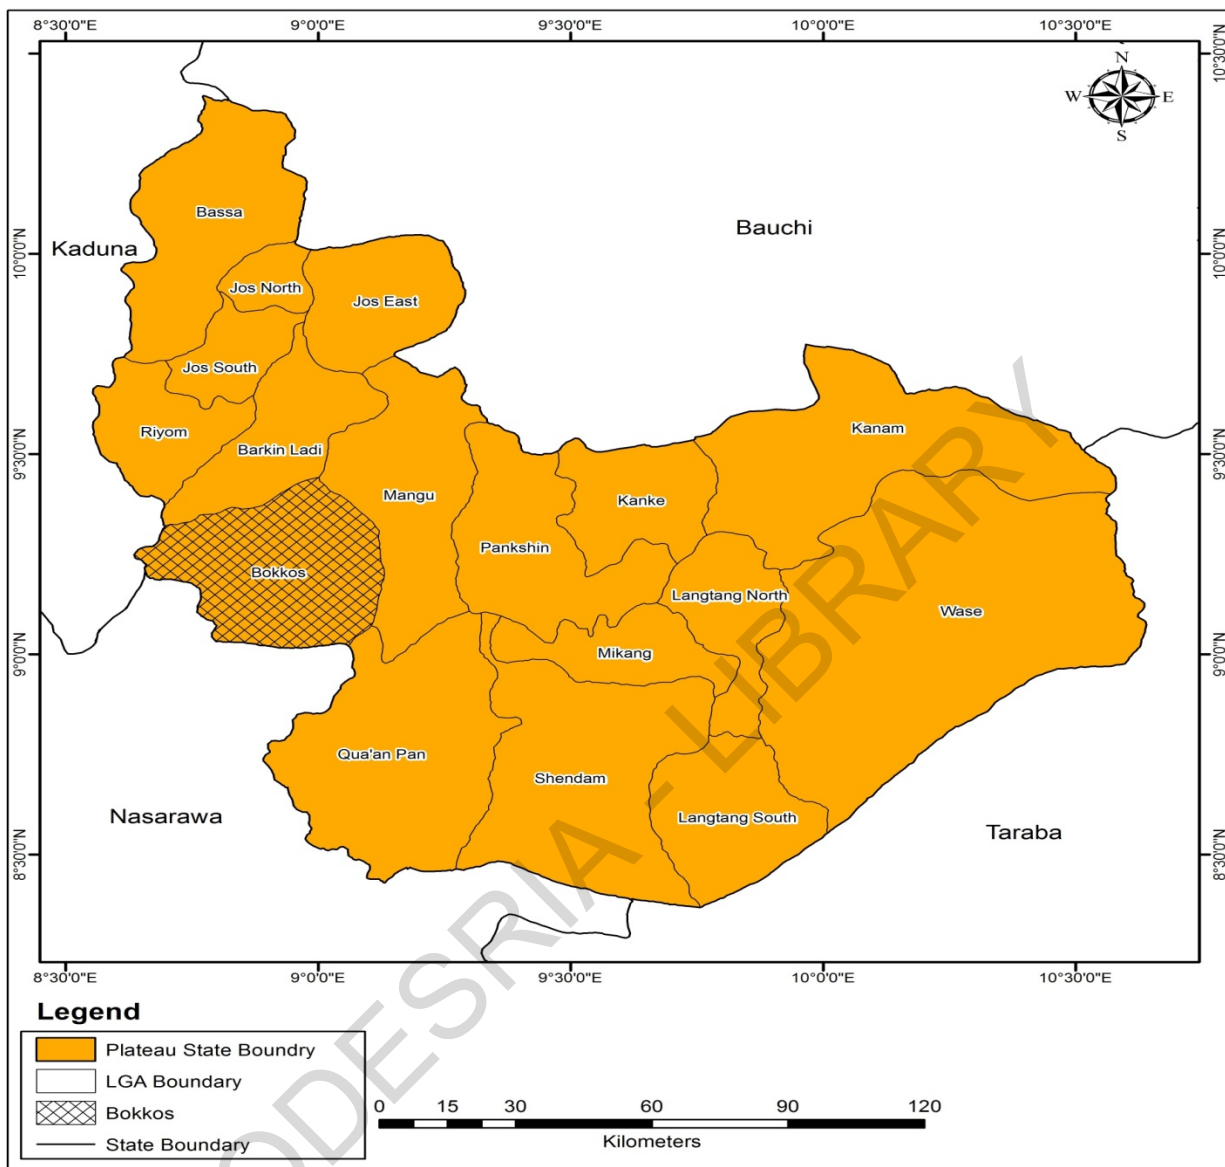 8°30'0"E 9°0'0"E 9°30'0"E 10°0'0"E 10°30'0"E
10°30'0"N
10°30'0"N
N
W E
S
Bassa
Bauchi
Kaduna
10°0'0"N
10°0'0"N
Jos North
Jos East
Jos South
Riyom
Kanam
Barkin Ladi
9°30'0"N
9°30'0"N
Mangu
Kanke
Pankshin
Bokkos
Langtang North
Wase
Mikang
9°0'0"N
9°0'0"N
Qua'an Pan
Shendam
Nasarawa
Langtang South
Taraba
8°30'0"N
8°30'0"N
8°30'0"E 9°0'0"E 9°30'0"E 10°0'0"E 10°30'0"E
Legend
Plateau State Boundry
LGA Boundary
Bokkos
State Boundary
0 15 30 60 90 120
Kilometers
ODESRIA - LIBRARY